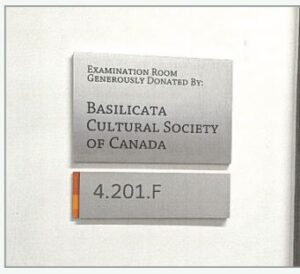 Examination Room
Generously Donated By:
Basilicata
Cultural Society
of Canada
4.201.F